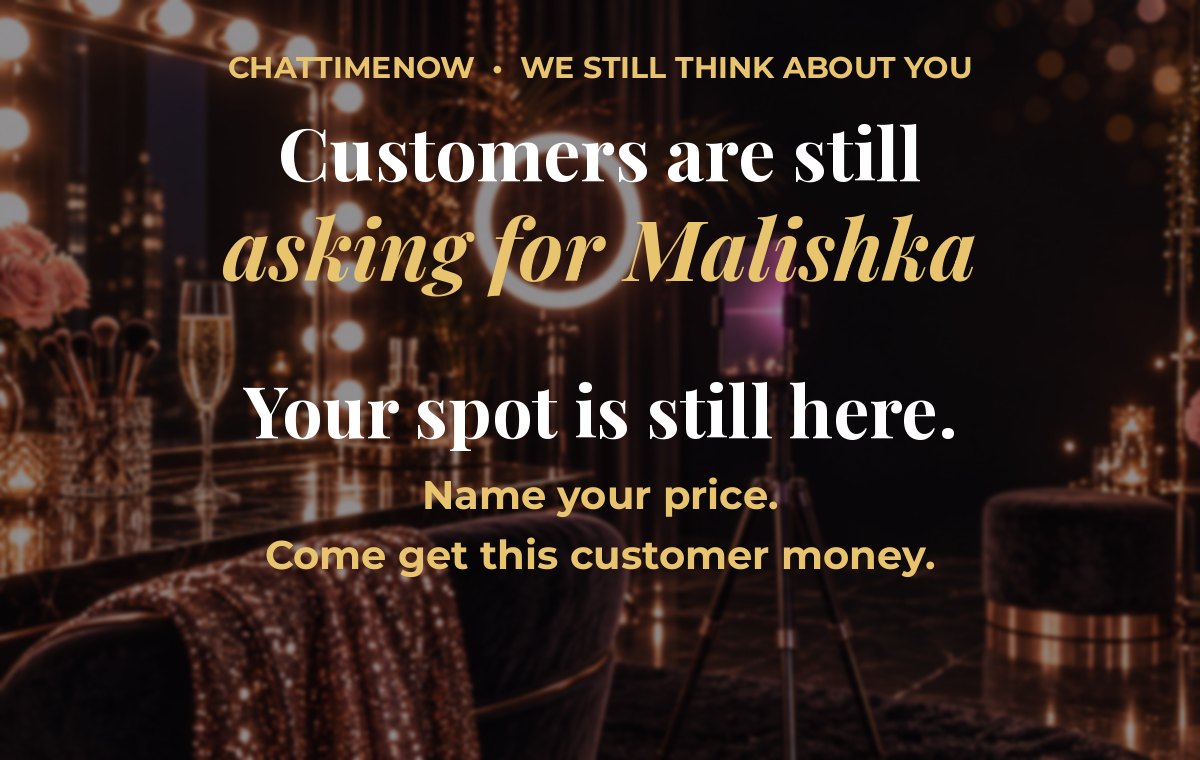 CHATTIMENOW • WE STILL THINK ABOUT YOU
Customers are still
asking for Malishka
Your spot is still here.
Name your price.
Come get this customer money.